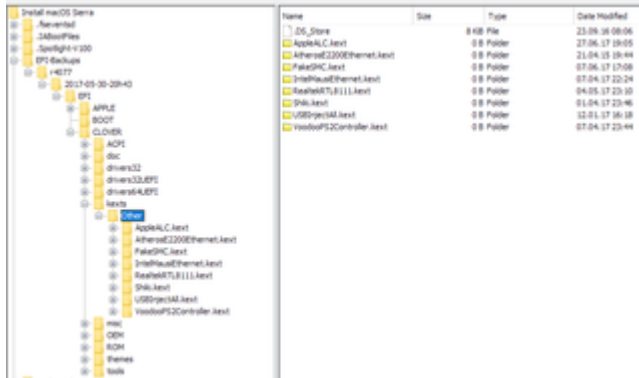 Install macOS Sierra
.fseventsd
.IABootFiles
.Spotlight-V100
EFI-Backups
r4077
2017-05-30-20h40
EFI
APPLE
BOOT
CLOVER
ACPI
doc
drivers32
drivers32UEFI
drivers64UEFI
kexts
Other
AppleALC.kext
AtherosE2200Ethernet.kext
FakeSMC.kext
IntelMausiEthernet.kext
RealtekRTL8111.kext
Shiki.kext
USBInjectAll.kext
VoodooPS2Controller.kext
misc
OEM
ROM
themes
tools
Name Size Type Date Modified
.DS_Store 8 KB File 23.09.16 08:06
AppleALC.kext 0 B Folder 27.06.17 19:05
AtherosE2200Ethernet.kext 0 B Folder 21.04.15 19:44
FakeSMC.kext 0 B Folder 07.06.17 17:08
IntelMausiEthernet.kext 0 B Folder 07.04.17 22:24
RealtekRTL8111.kext 0 B Folder 04.05.17 23:10
Shiki.kext 0 B Folder 01.04.17 23:46
USBInjectAll.kext 0 B Folder 12.01.17 16:18
VoodooPS2Controller.kext 0 B Folder 07.04.17 23:44